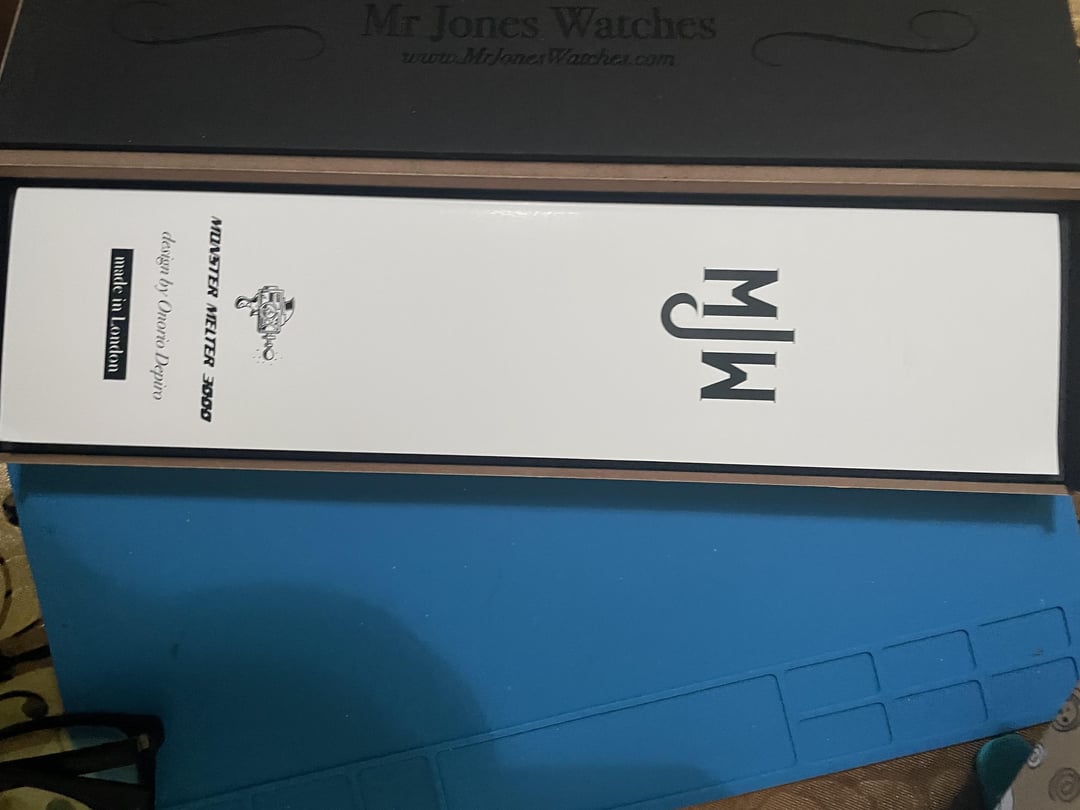 Mr Jones Watches
www.MrJonesWatches.com
MJW
MONSTER MELTER 3000
design by Onorio Depiro
made in London